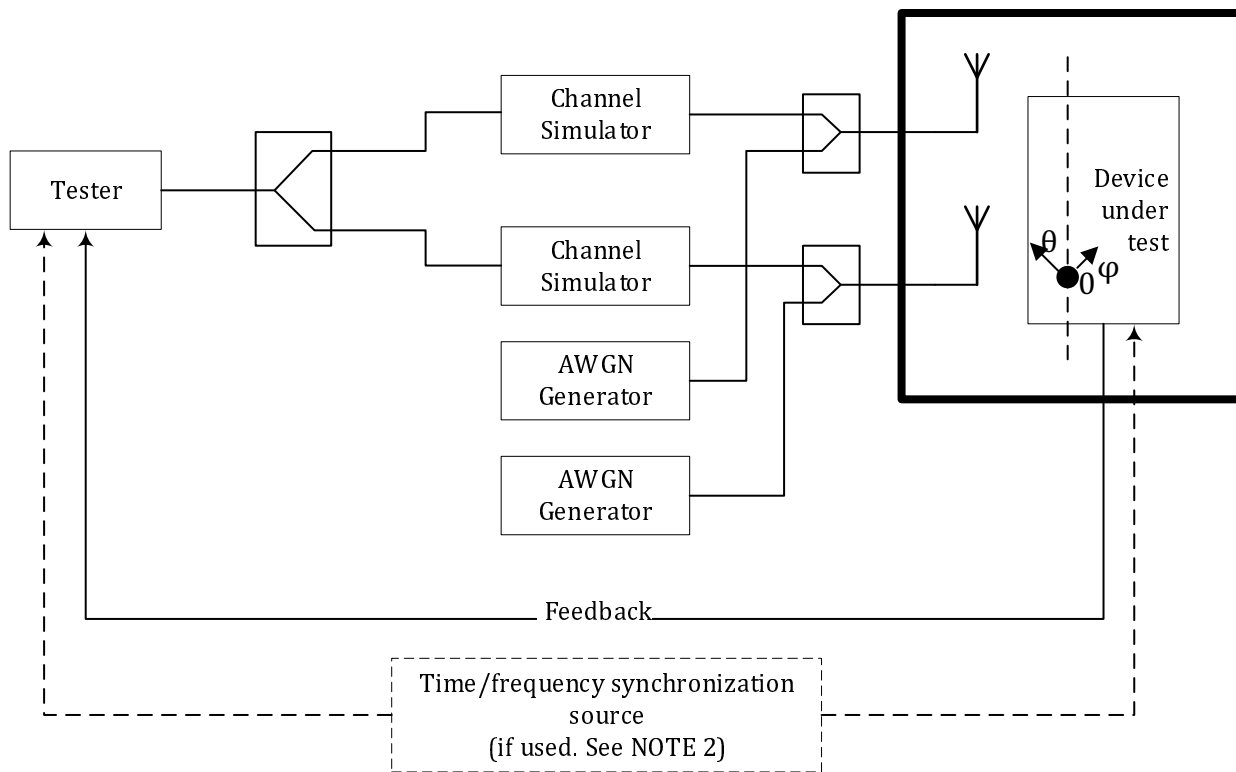 Tester
Channel
Simulator
Channel
Simulator
AWGN
Generator
AWGN
Generator
Device
under
test
θ
0
φ
Feedback
Time/frequency synchronization
source
(if used. See NOTE 2)